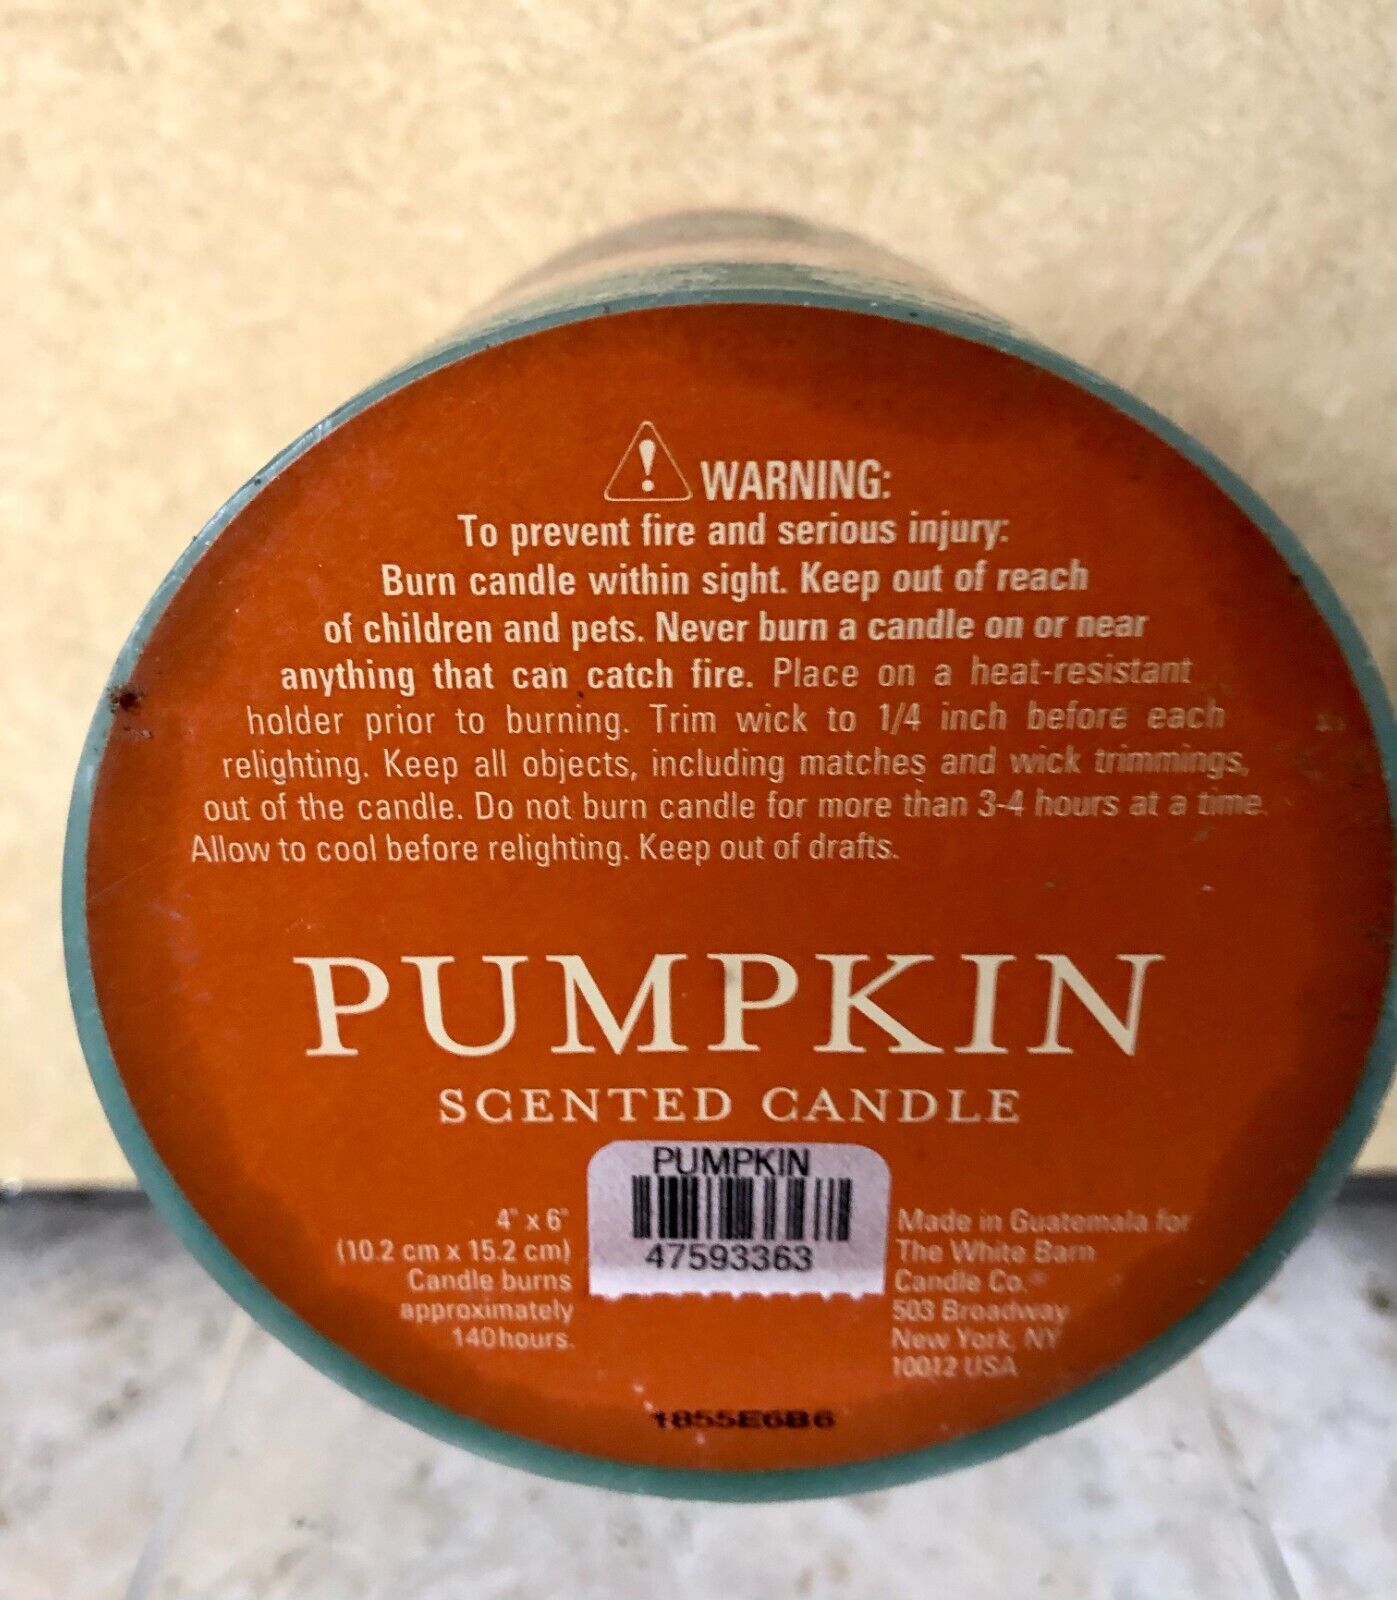 WARNING:
To prevent fire and serious injury:
Burn candle within sight. Keep out of reach
of children and pets. Never burn a candle on or near
anything that can catch fire. Place on a heat-resistant
holder prior to burning. Trim wick to 1/4 inch before each
relighting. Keep all objects, including matches and wick trimmings,
out of the candle. Do not burn candle for more than 3-4 hours at a time.
Allow to cool before relighting. Keep out of drafts.
PUMPKIN
SCENTED CANDLE
4" x 6"
(10.2 cm x 15.2 cm)
Candle burns
approximately
140 hours.
PUMPKIN
47593363
Made in Guatemala for
The White Barn
Candle Co.®
503 Broadway
New York, NY
10012 USA
1855E6B6